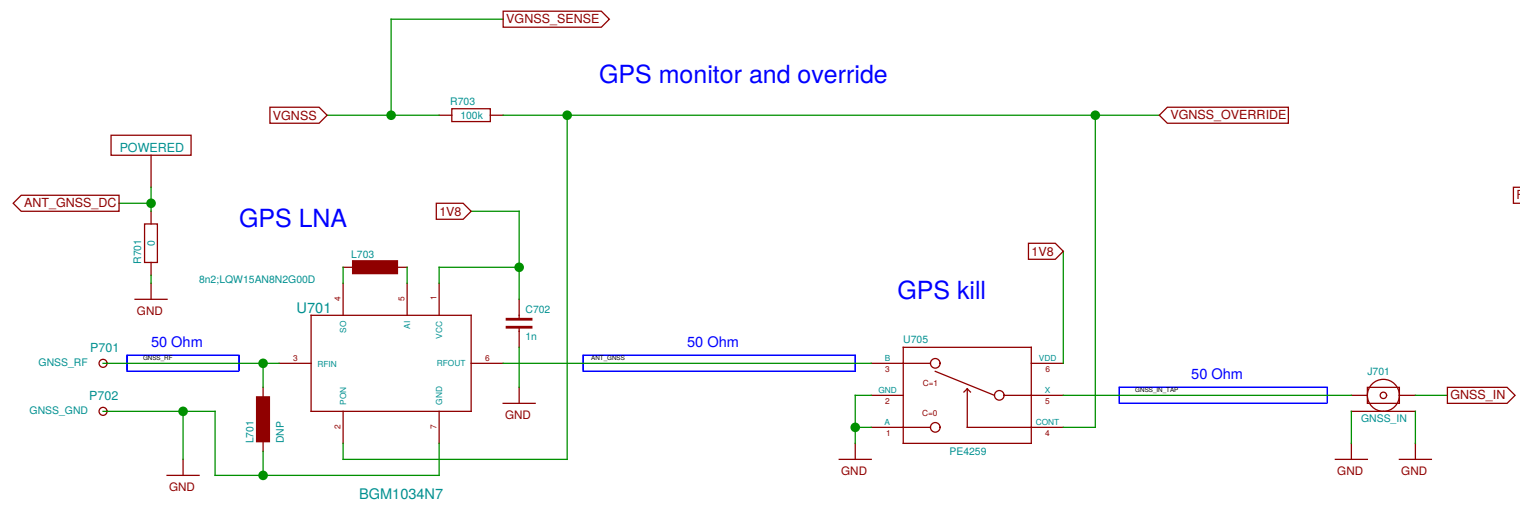 VGNSS_SENSE
GPS monitor and override
VGNSS
R703
100k
VGNSS_OVERRIDE
POWERED
ANT_GNSS_DC
R701
0
GND
GPS LNA
1V8
L703
8n2;LQW15AN8N2G00D
U701
4
5
1
SO
AI
VCC
C702
1n
GND
1V8
GPS kill
P701
GNSS_RF
50 Ohm
GNSS_RF
3
RFIN
RFOUT
6
PON
GND
2
7
P702
GNSS_GND
L701
DNP
GND
BGM1034N7
50 Ohm
ANT_GNSS
U705
B
3
GND
2
A
1
C=1
C=0
VDD
6
X
5
CONT
4
PE4259
GND
50 Ohm
GNSS_IN_TAP
J701
GNSS_IN
GNSS_IN
GND
GND